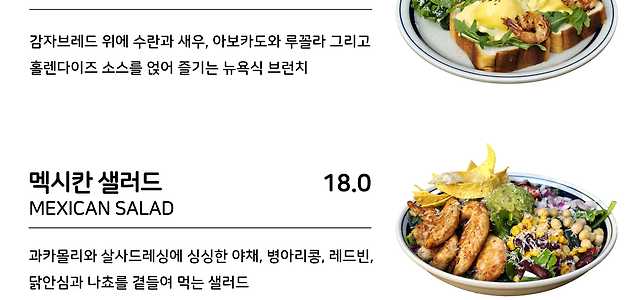 감자브레드 위에 수란과 새우, 아보카도와 루꼴라 그리고
홀렌다이즈 소스를 얹어 즐기는 뉴욕식 브런치
멕시칸 샐러드 18.0
MEXICAN SALAD
과카몰리와 살사드레싱에 싱싱한 야채, 병아리콩, 레드빈,
닭안심과 나쵸를 곁들여 먹는 샐러드